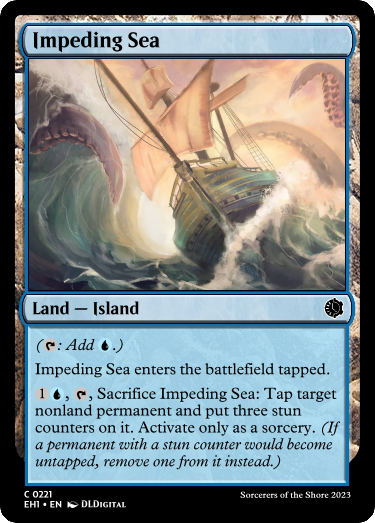 Impeding Sea
Land — Island
(T: Add U.)
Impeding Sea enters the battlefield tapped.
1 U, T, Sacrifice Impeding Sea: Tap target
nonland permanent and put three stun
counters on it. Activate only as a sorcery. (If
a permanent with a stun counter would become
untapped, remove one from it instead.)
C 0221
EH1 • EN DLDigital
Sorcerers of the Shore 2023